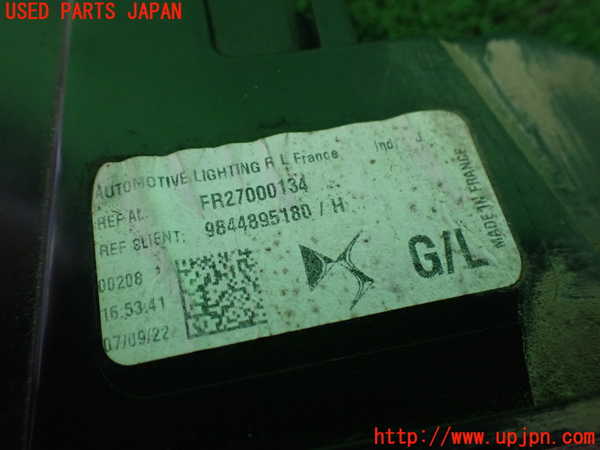 USED PARTS JAPAN
AUTOMOTIVE LIGHTING R L France Ind J
REF AL. FR27000134
REF CLIENT: 9844895180 / H
00208
16:53:41
07/09/22
G/L
MADE IN FRANCE
http://www.upjpn.com/